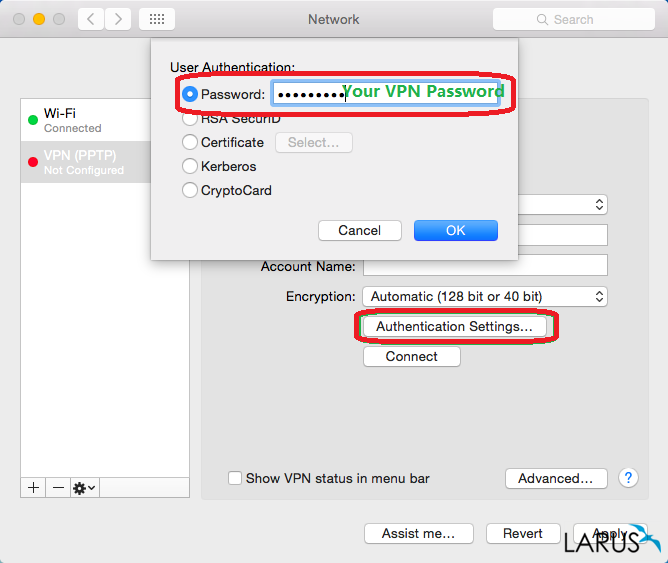 Network
Search
User Authentication:
Password: ••••••••• Your VPN Password
RSA SecurID
Certificate Select...
Kerberos
CryptoCard
Cancel OK
Wi-Fi
Connected
VPN (PPTP)
Not Configured
Account Name:
Encryption: Automatic (128 bit or 40 bit)
Authentication Settings...
Connect
Show VPN status in menu bar Advanced... ?
Assist me... Revert Apply
LARUS